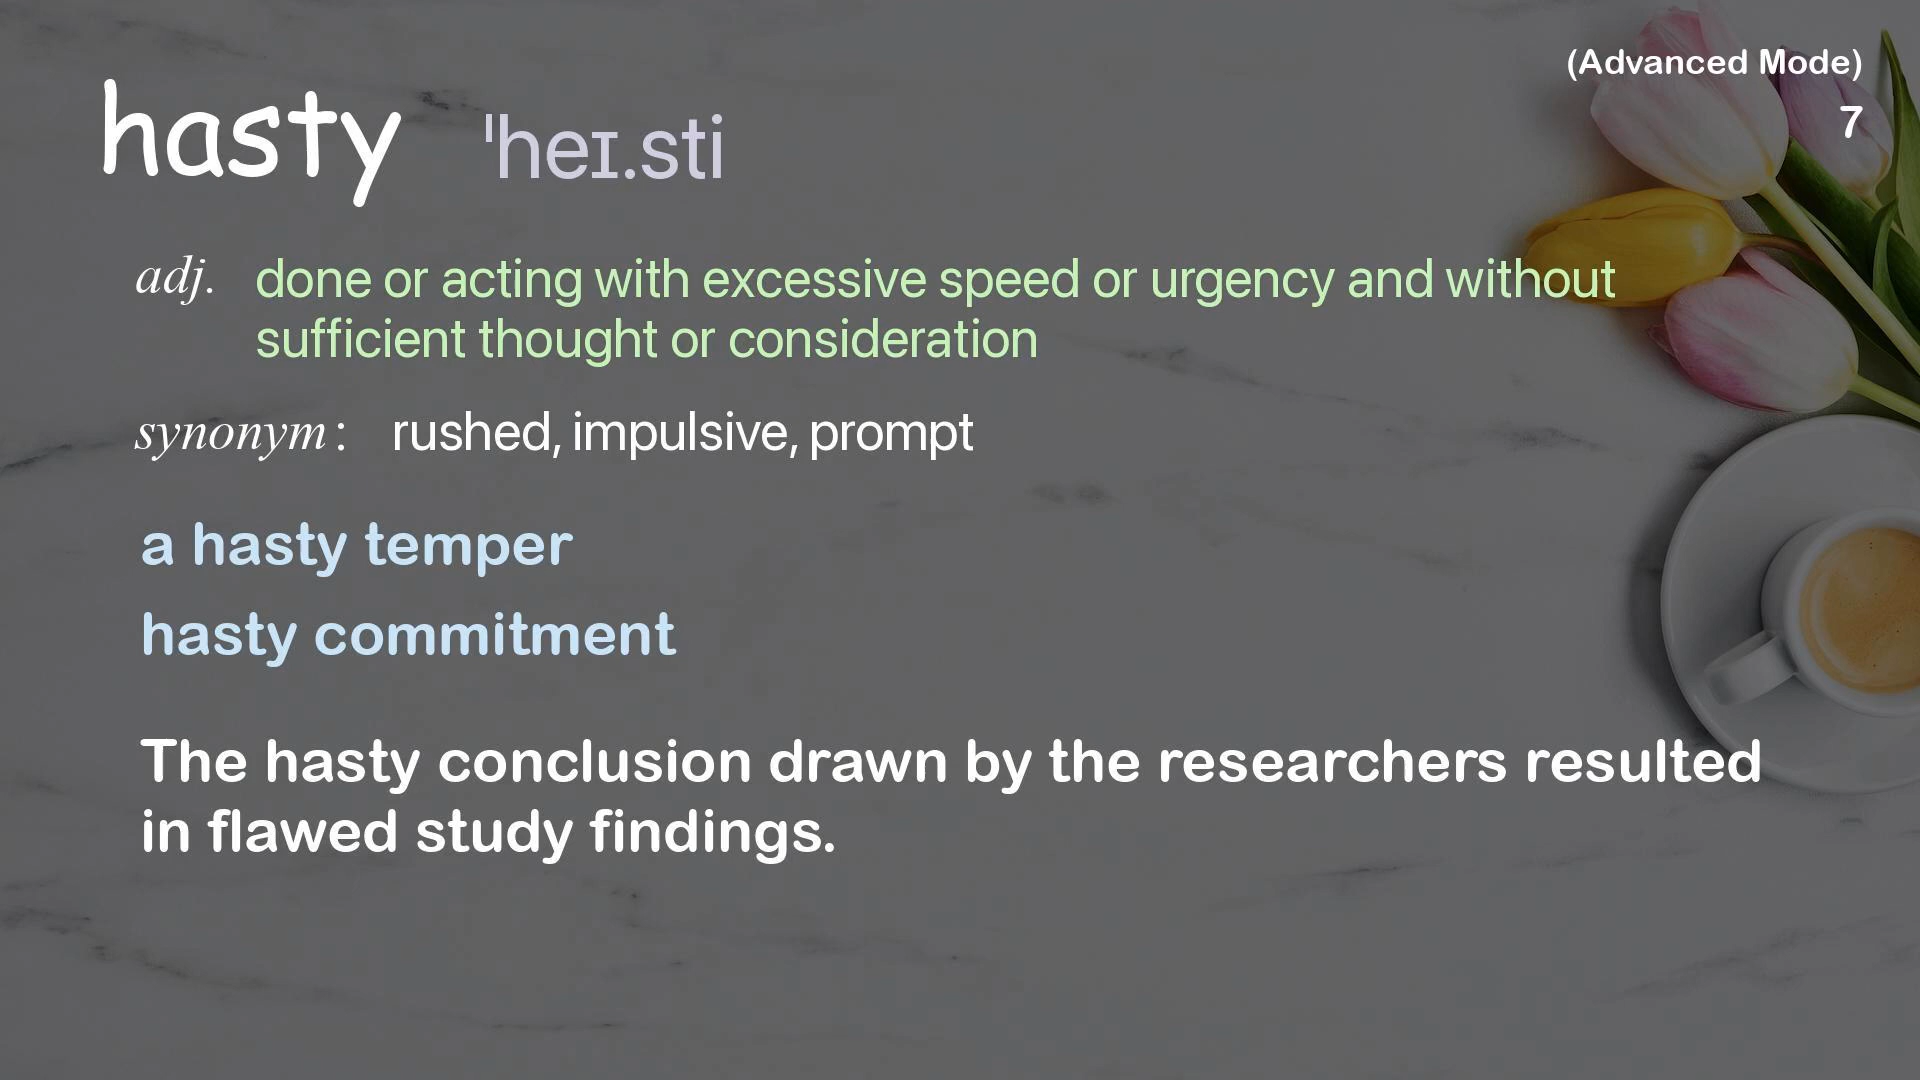 (Advanced Mode)
7
hasty ˈheɪ.sti
adj. done or acting with excessive speed or urgency and without
sufficient thought or consideration
synonym: rushed, impulsive, prompt
a hasty temper
hasty commitment
The hasty conclusion drawn by the researchers resulted
in flawed study findings.